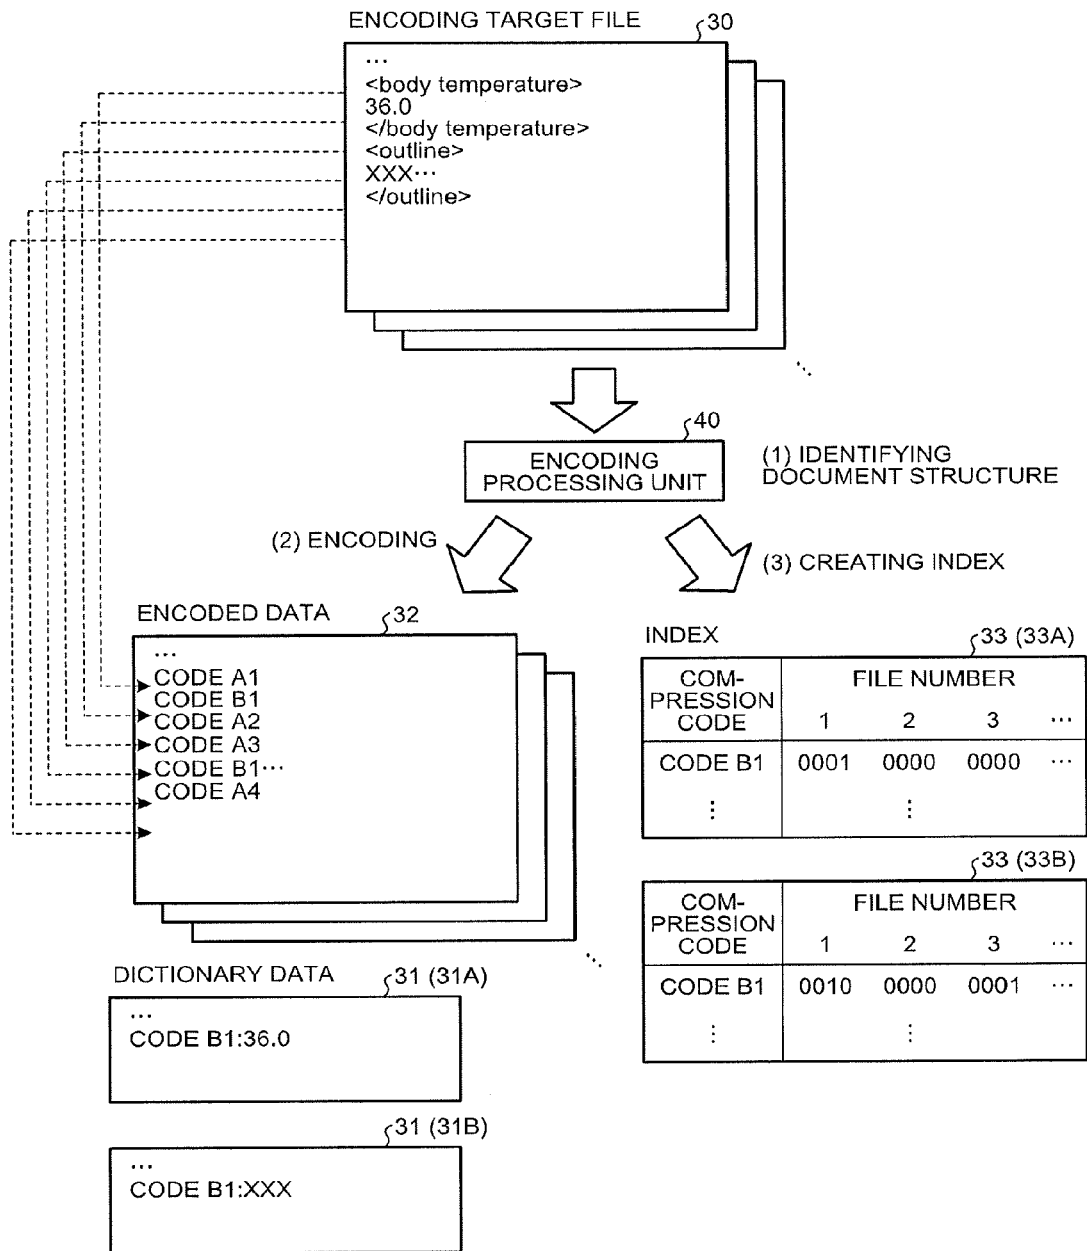 ENCODING TARGET FILE
30
...
<body temperature>
36.0
</body temperature>
<outline>
XXX...
</outline>
...
40
ENCODING
PROCESSING UNIT
(1) IDENTIFYING
DOCUMENT STRUCTURE
(2) ENCODING
(3) CREATING INDEX
ENCODED DATA
32
...
CODE A1
CODE B1
CODE A2
CODE A3
CODE B1...
CODE A4
...
INDEX
33 (33A)
COM-
PRESSION
CODE
FILE NUMBER
1 2 3 ...
CODE B1 0001 0000 0000 ...
⋮ ⋮
33 (33B)
COM-
PRESSION
CODE
FILE NUMBER
1 2 3 ...
CODE B1 0010 0000 0001 ...
⋮ ⋮
DICTIONARY DATA
31 (31A)
...
CODE B1:36.0
31 (31B)
...
CODE B1:XXX